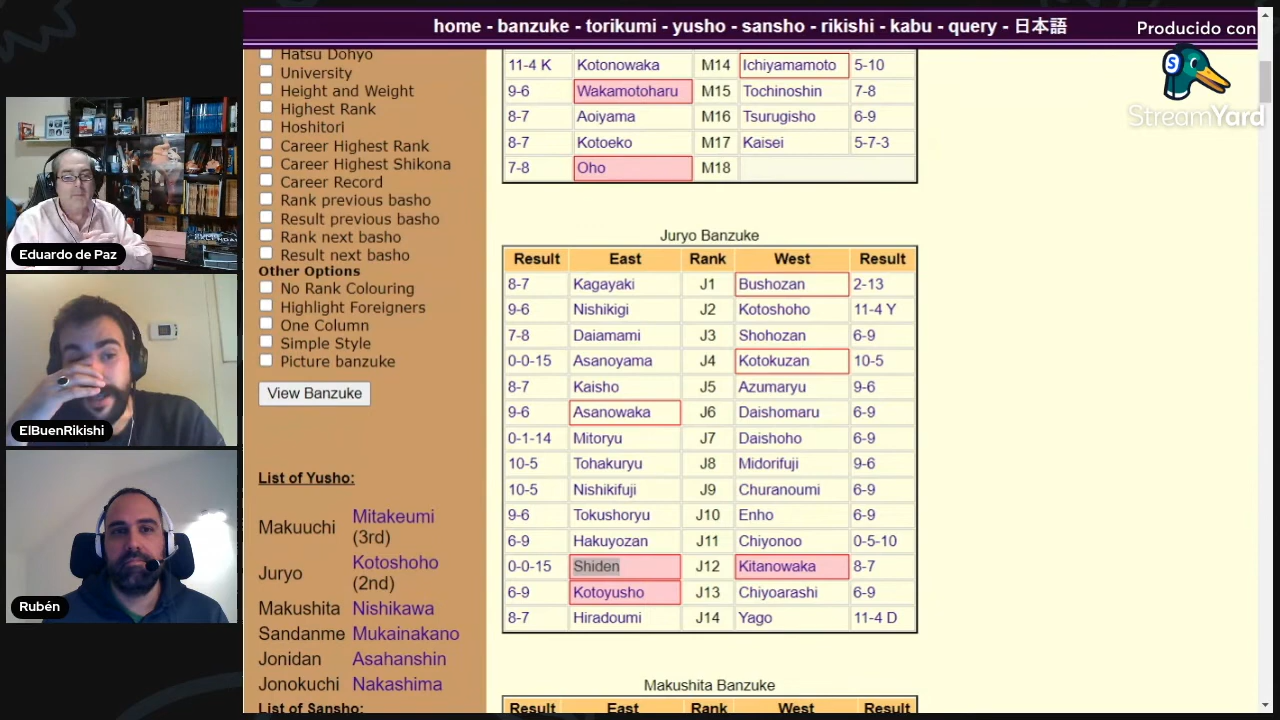 home - banzuke - torikumi - yusho - sansho - rikishi - kabu - query - 日本語
Producido con
StreamYard
Eduardo de Paz
ElBuenRikishi
Rubén
Hatsu Dohyo
University
Height and Weight
Highest Rank
Hoshitori
Career Highest Rank
Career Highest Shikona
Career Record
Rank previous basho
Result previous basho
Rank next basho
Result next basho
Other Options
No Rank Colouring
Highlight Foreigners
One Column
Simple Style
Picture banzuke
View Banzuke
List of Yusho:
Makuuchi Mitakeumi (3rd)
Juryo Kotoshoho (2nd)
Makushita Nishikawa
Sandanme Mukainakano
Jonidan Asahanshin
Jonokuchi Nakashima
List of Sansho:
11-4 K Kotonowaka M14 Ichiyamamoto 5-10
9-6 Wakamotoharu M15 Tochinoshin 7-8
8-7 Aoiyama M16 Tsurugisho 6-9
8-7 Kotoeko M17 Kaisei 5-7-3
7-8 Oho M18
Juryo Banzuke
Result East Rank West Result
8-7 Kagayaki J1 Bushozan 2-13
9-6 Nishikigi J2 Kotoshoho 11-4 Y
7-8 Daiamami J3 Shohozan 6-9
0-0-15 Asanoyama J4 Kotokuzan 10-5
8-7 Kaisho J5 Azumaryu 9-6
9-6 Asanowaka J6 Daishomaru 6-9
0-1-14 Mitoryu J7 Daishoho 6-9
10-5 Tohakuryu J8 Midorifuji 9-6
10-5 Nishikifuji J9 Churanoumi 6-9
9-6 Tokushoryu J10 Enho 6-9
6-9 Hakuyozan J11 Chiyonoo 0-5-10
0-0-15 Shiden J12 Kitanowaka 8-7
6-9 Kotoyusho J13 Chiyoarashi 6-9
8-7 Hiradoumi J14 Yago 11-4 D
Makushita Banzuke
Result East Rank West Result